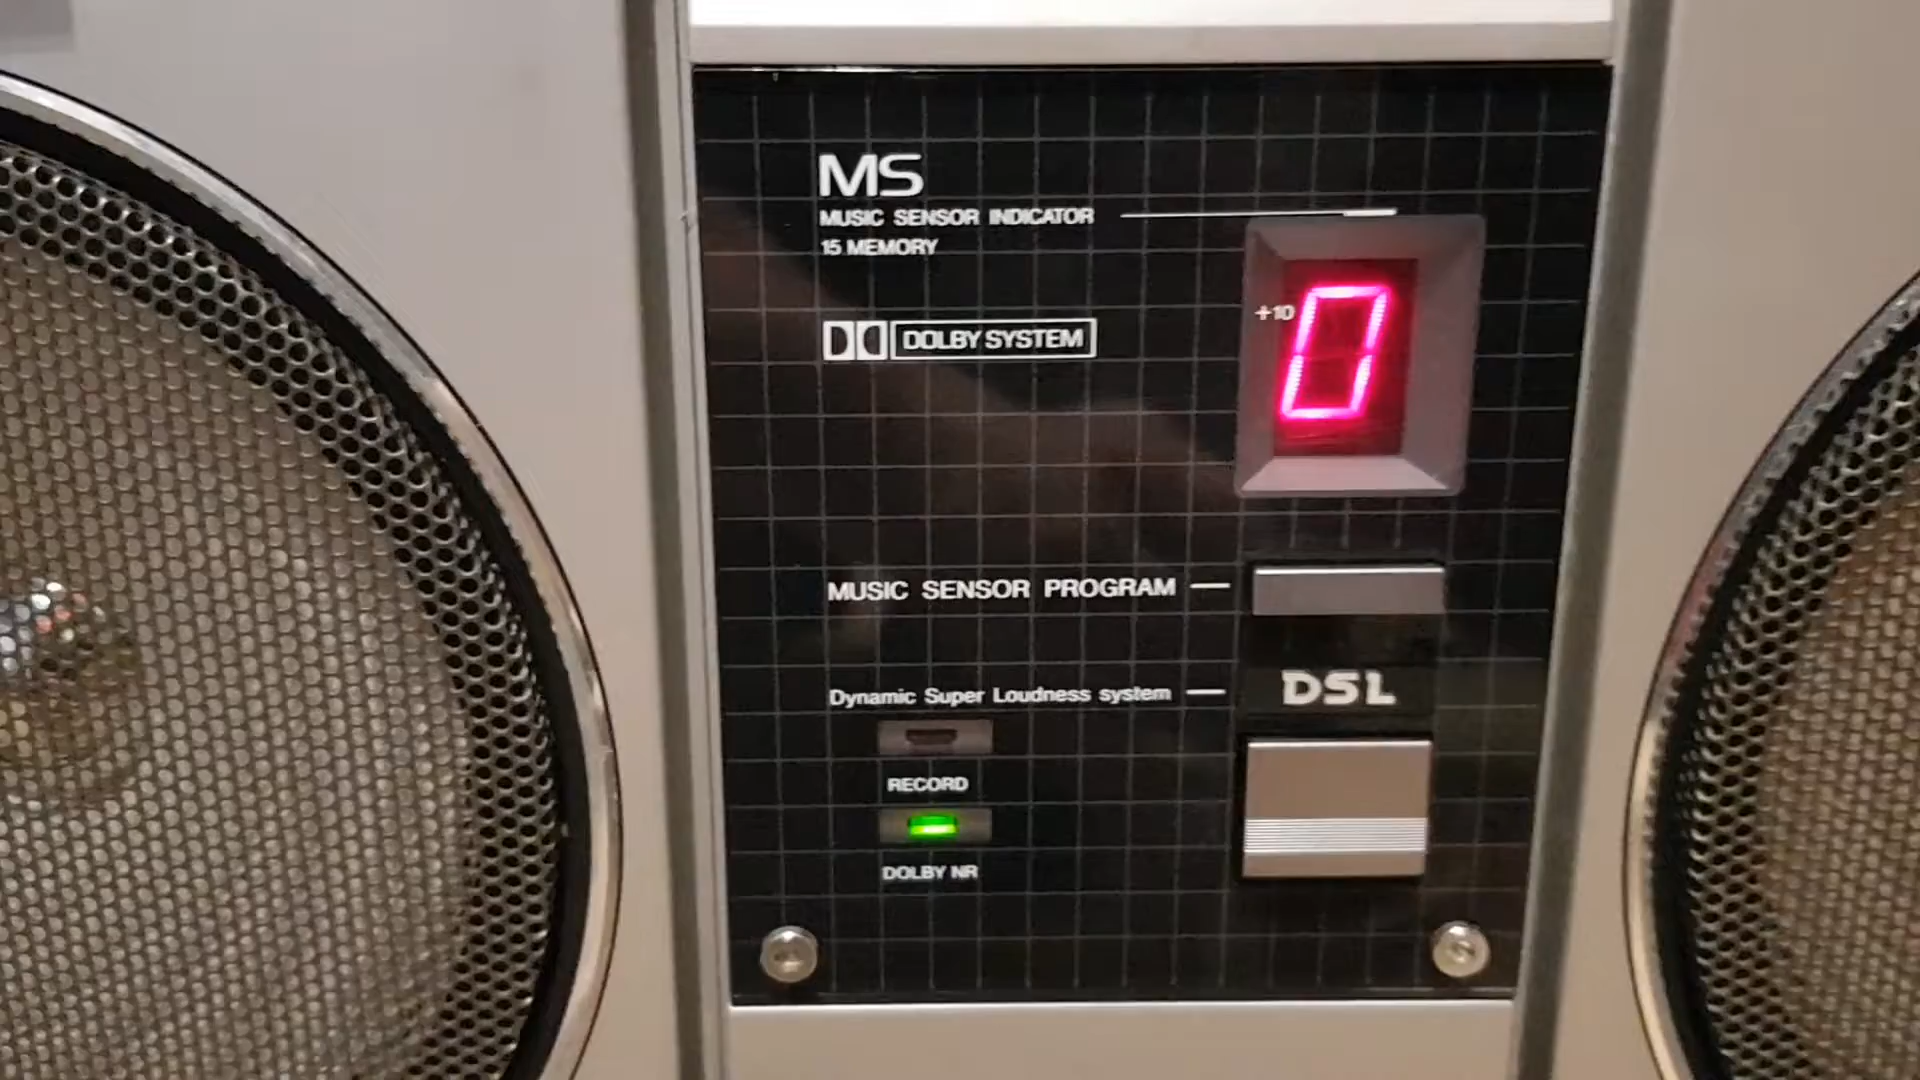 MS
MUSIC SENSOR INDICATOR
15 MEMORY
+10
0
DOLBY SYSTEM
MUSIC SENSOR PROGRAM
DSL
Dynamic Super Loudness system
RECORD
DOLBY NR